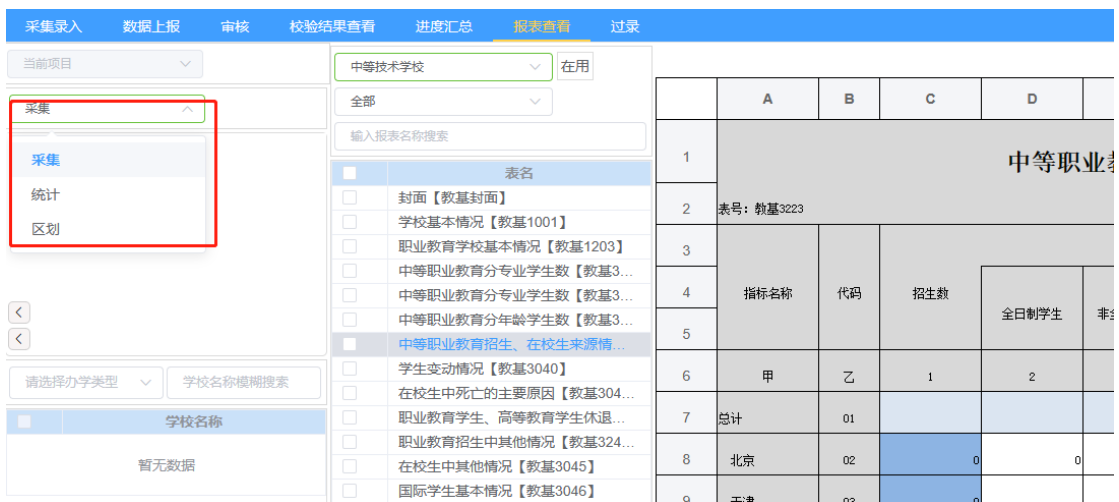 采集录入 数据上报 审核 校验结果查看 进度汇总 报表查看 过录
当前项目
采集
采集
统计
区划
请选择办学类型 学校名称模糊搜索
学校名称
暂无数据
中等技术学校 在用
全部
输入报表名称搜索
表名
封面【教基封面】
学校基本情况【教基1001】
职业教育学校基本情况【教基1203】
中等职业教育分专业学生数【教基3...
中等职业教育分专业学生数【教基3...
中等职业教育分年龄学生数【教基3...
中等职业教育招生、在校生来源情...
学生变动情况【教基3040】
在校生中死亡的主要原因【教基304...
职业教育学生、高等教育学生休退...
职业教育招生中其他情况【教基324...
在校生中其他情况【教基3045】
国际学生基本情况【教基3046】
A B C D
1 中等职业
2 表号：教基3223
3
4 指标名称 代码 招生数
全日制学生
5
6 甲 乙 1 2
7 总计 01
8 北京 02 0 0
9